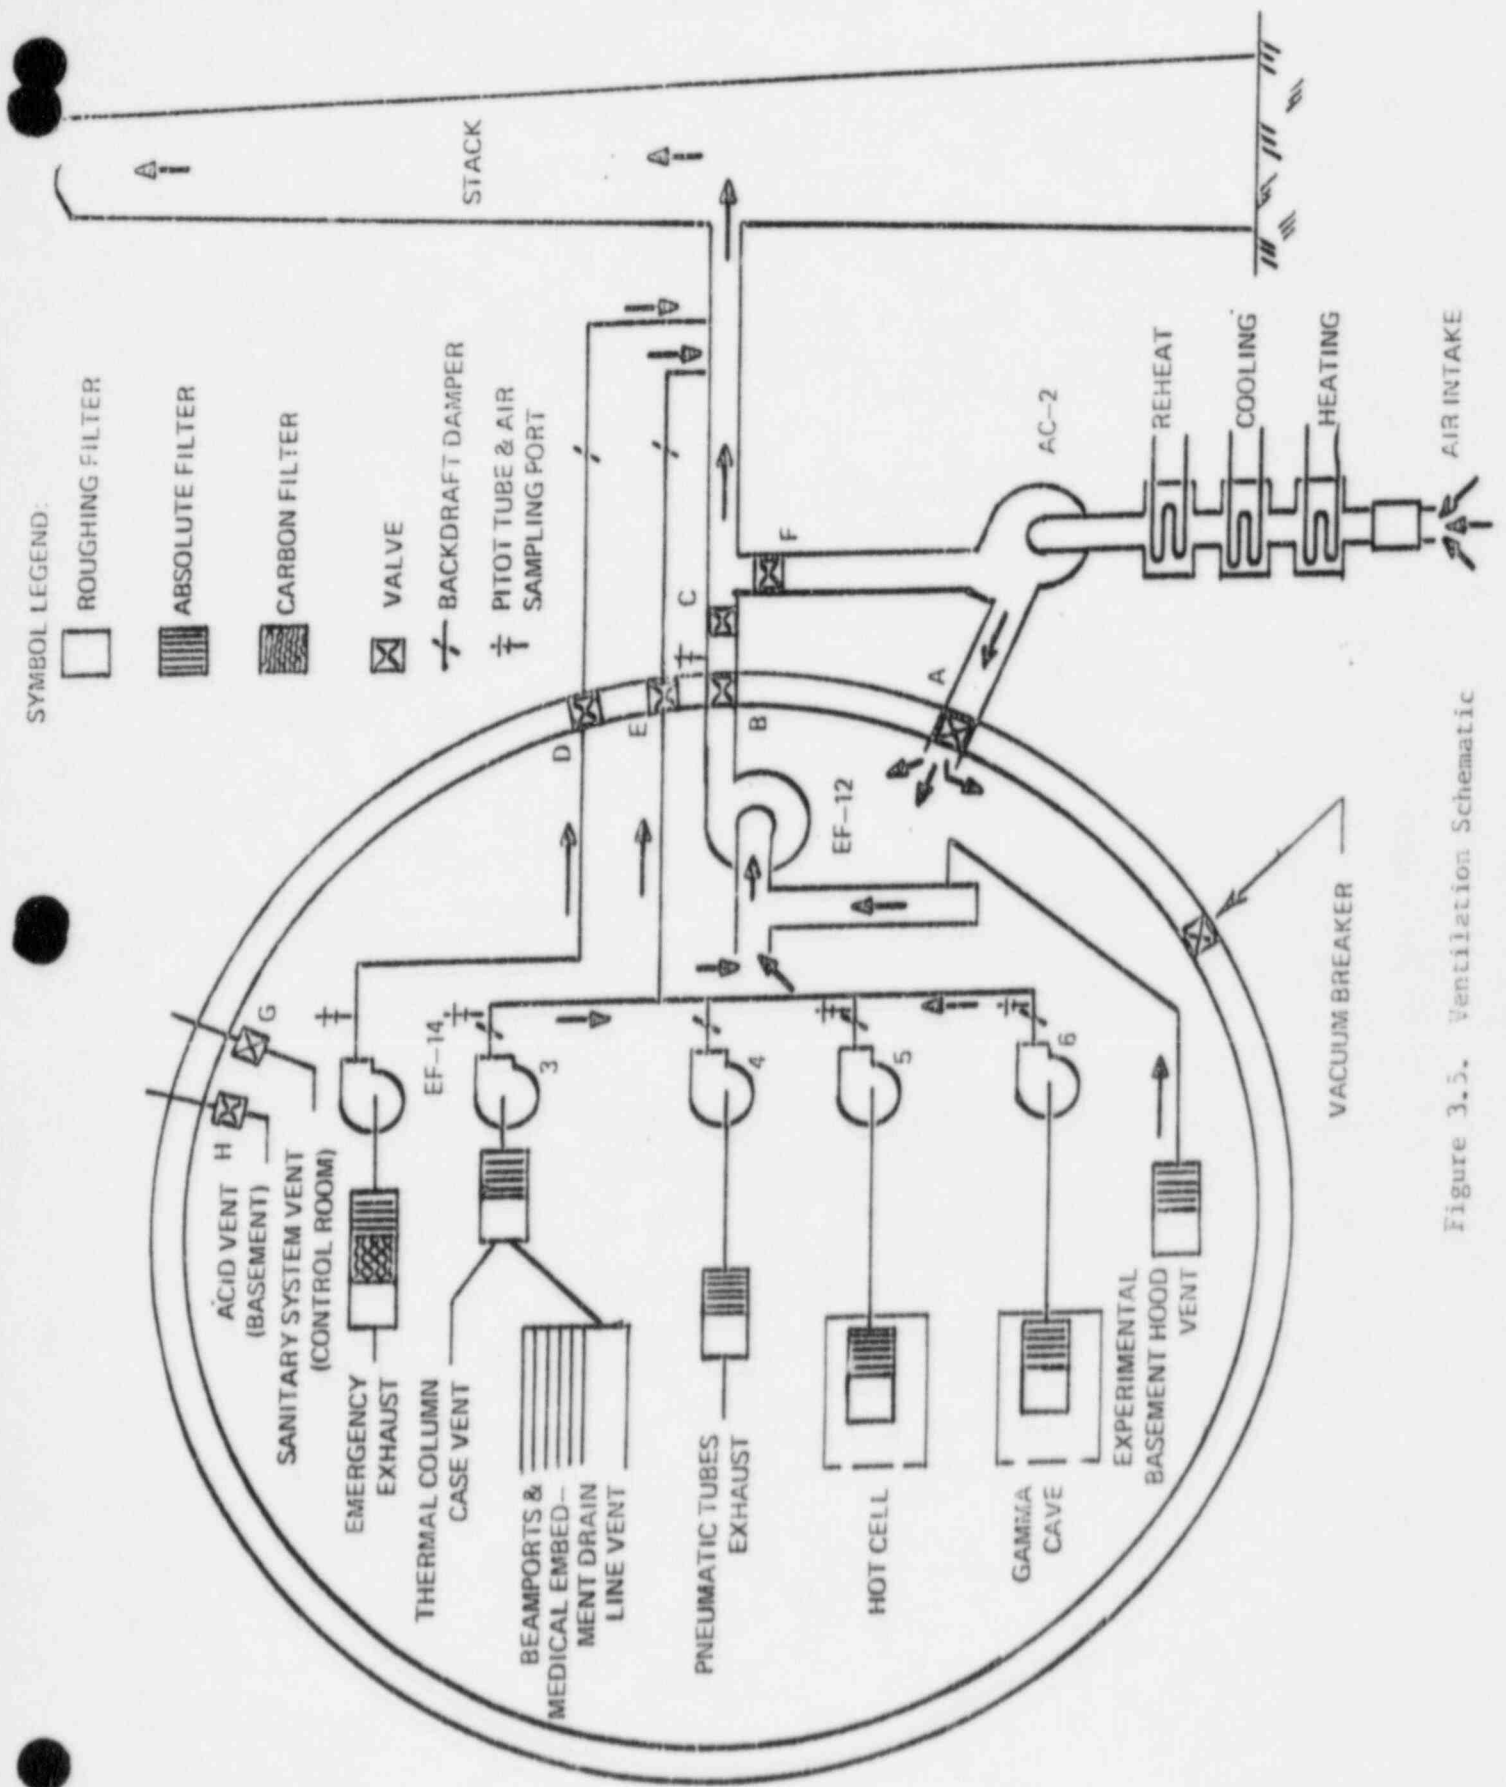 SYMBOL LEGEND:
ROUGHING FILTER
ABSOLUTE FILTER
CARBON FILTER
VALVE
BACKDRAFT DAMPER
PITOT TUBE & AIR
SAMPLING PORT
STACK
ACID VENT
(BASEMENT)
SANITARY SYSTEM VENT
(CONTROL ROOM)
H
G
EMERGENCY
EXHAUST
EF-14
THERMAL COLUMN
CASE VENT
3
BEAMPORTS &
MEDICAL EMBED-
MENT DRAIN
LINE VENT
PNEUMATIC TUBES
EXHAUST
4
HOT CELL
5
GAMMA
CAVE
6
EXPERIMENTAL
BASEMENT HOOD
VENT
D
E
B
C
F
A
EF-12
AC-2
REHEAT
COOLING
HEATING
AIR INTAKE
VACUUM BREAKER
Figure 3.5. Ventilation Schematic